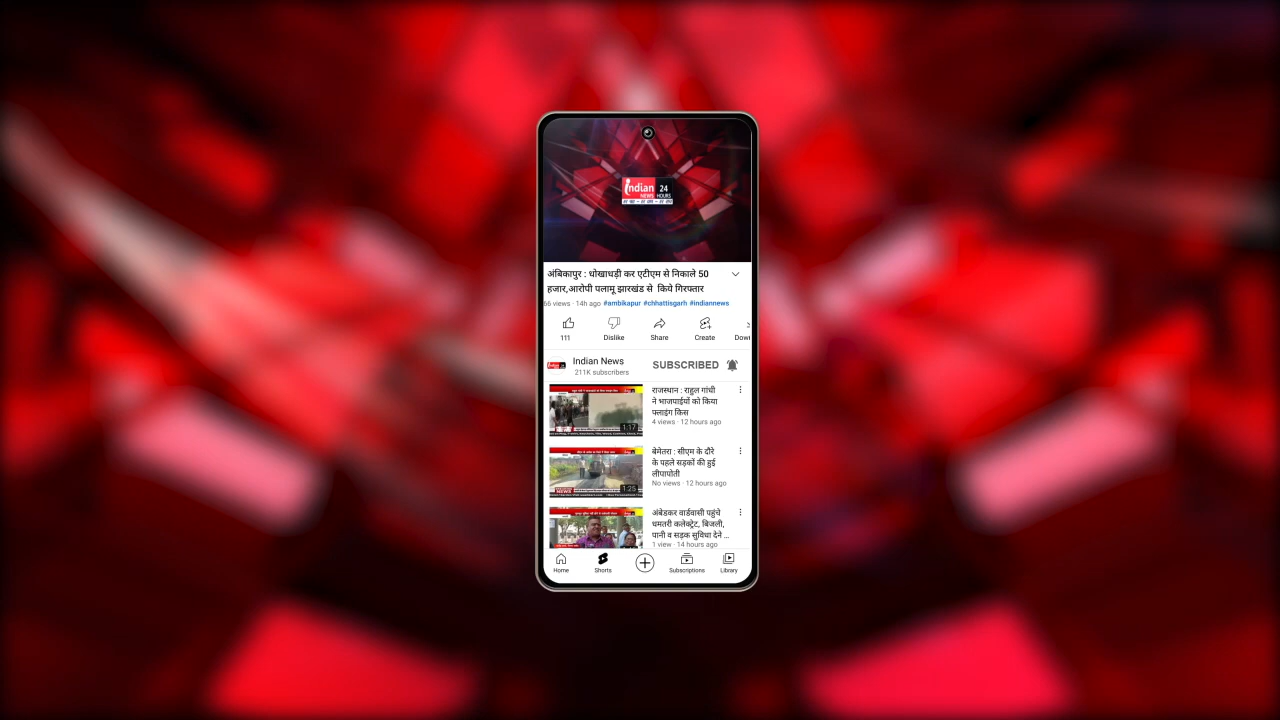 indian
NEWS
24
HOURS
अंबिकापुर : धोखाधड़ी कर एटीएम से निकाले 50
हजार,आरोपी पलामू झारखंड से किये गिरफ्तार
66 views · 14h ago #ambikapur #chhattisgarh #indiannews
111
Dislike
Share
Create
Down
Indian News
211K subscribers
SUBSCRIBED
राजस्थान : राहुल गांधी
ने भाजपाईयों को किया
फ्लाइंग किस
4 views · 12 hours ago
1:17
बेमेतरा : सीएम के दौरे
के पहले सड़कों की हुई
लीपापोती
No views · 12 hours ago
NEWS
1:25
अंबेडकर वार्डवासी पहुंचे
धमतरी कलेक्ट्रेट, बिजली,
पानी व सड़क सुविधा देने ...
1 view · 14 hours ago
Home
Shorts
Subscriptions
Library